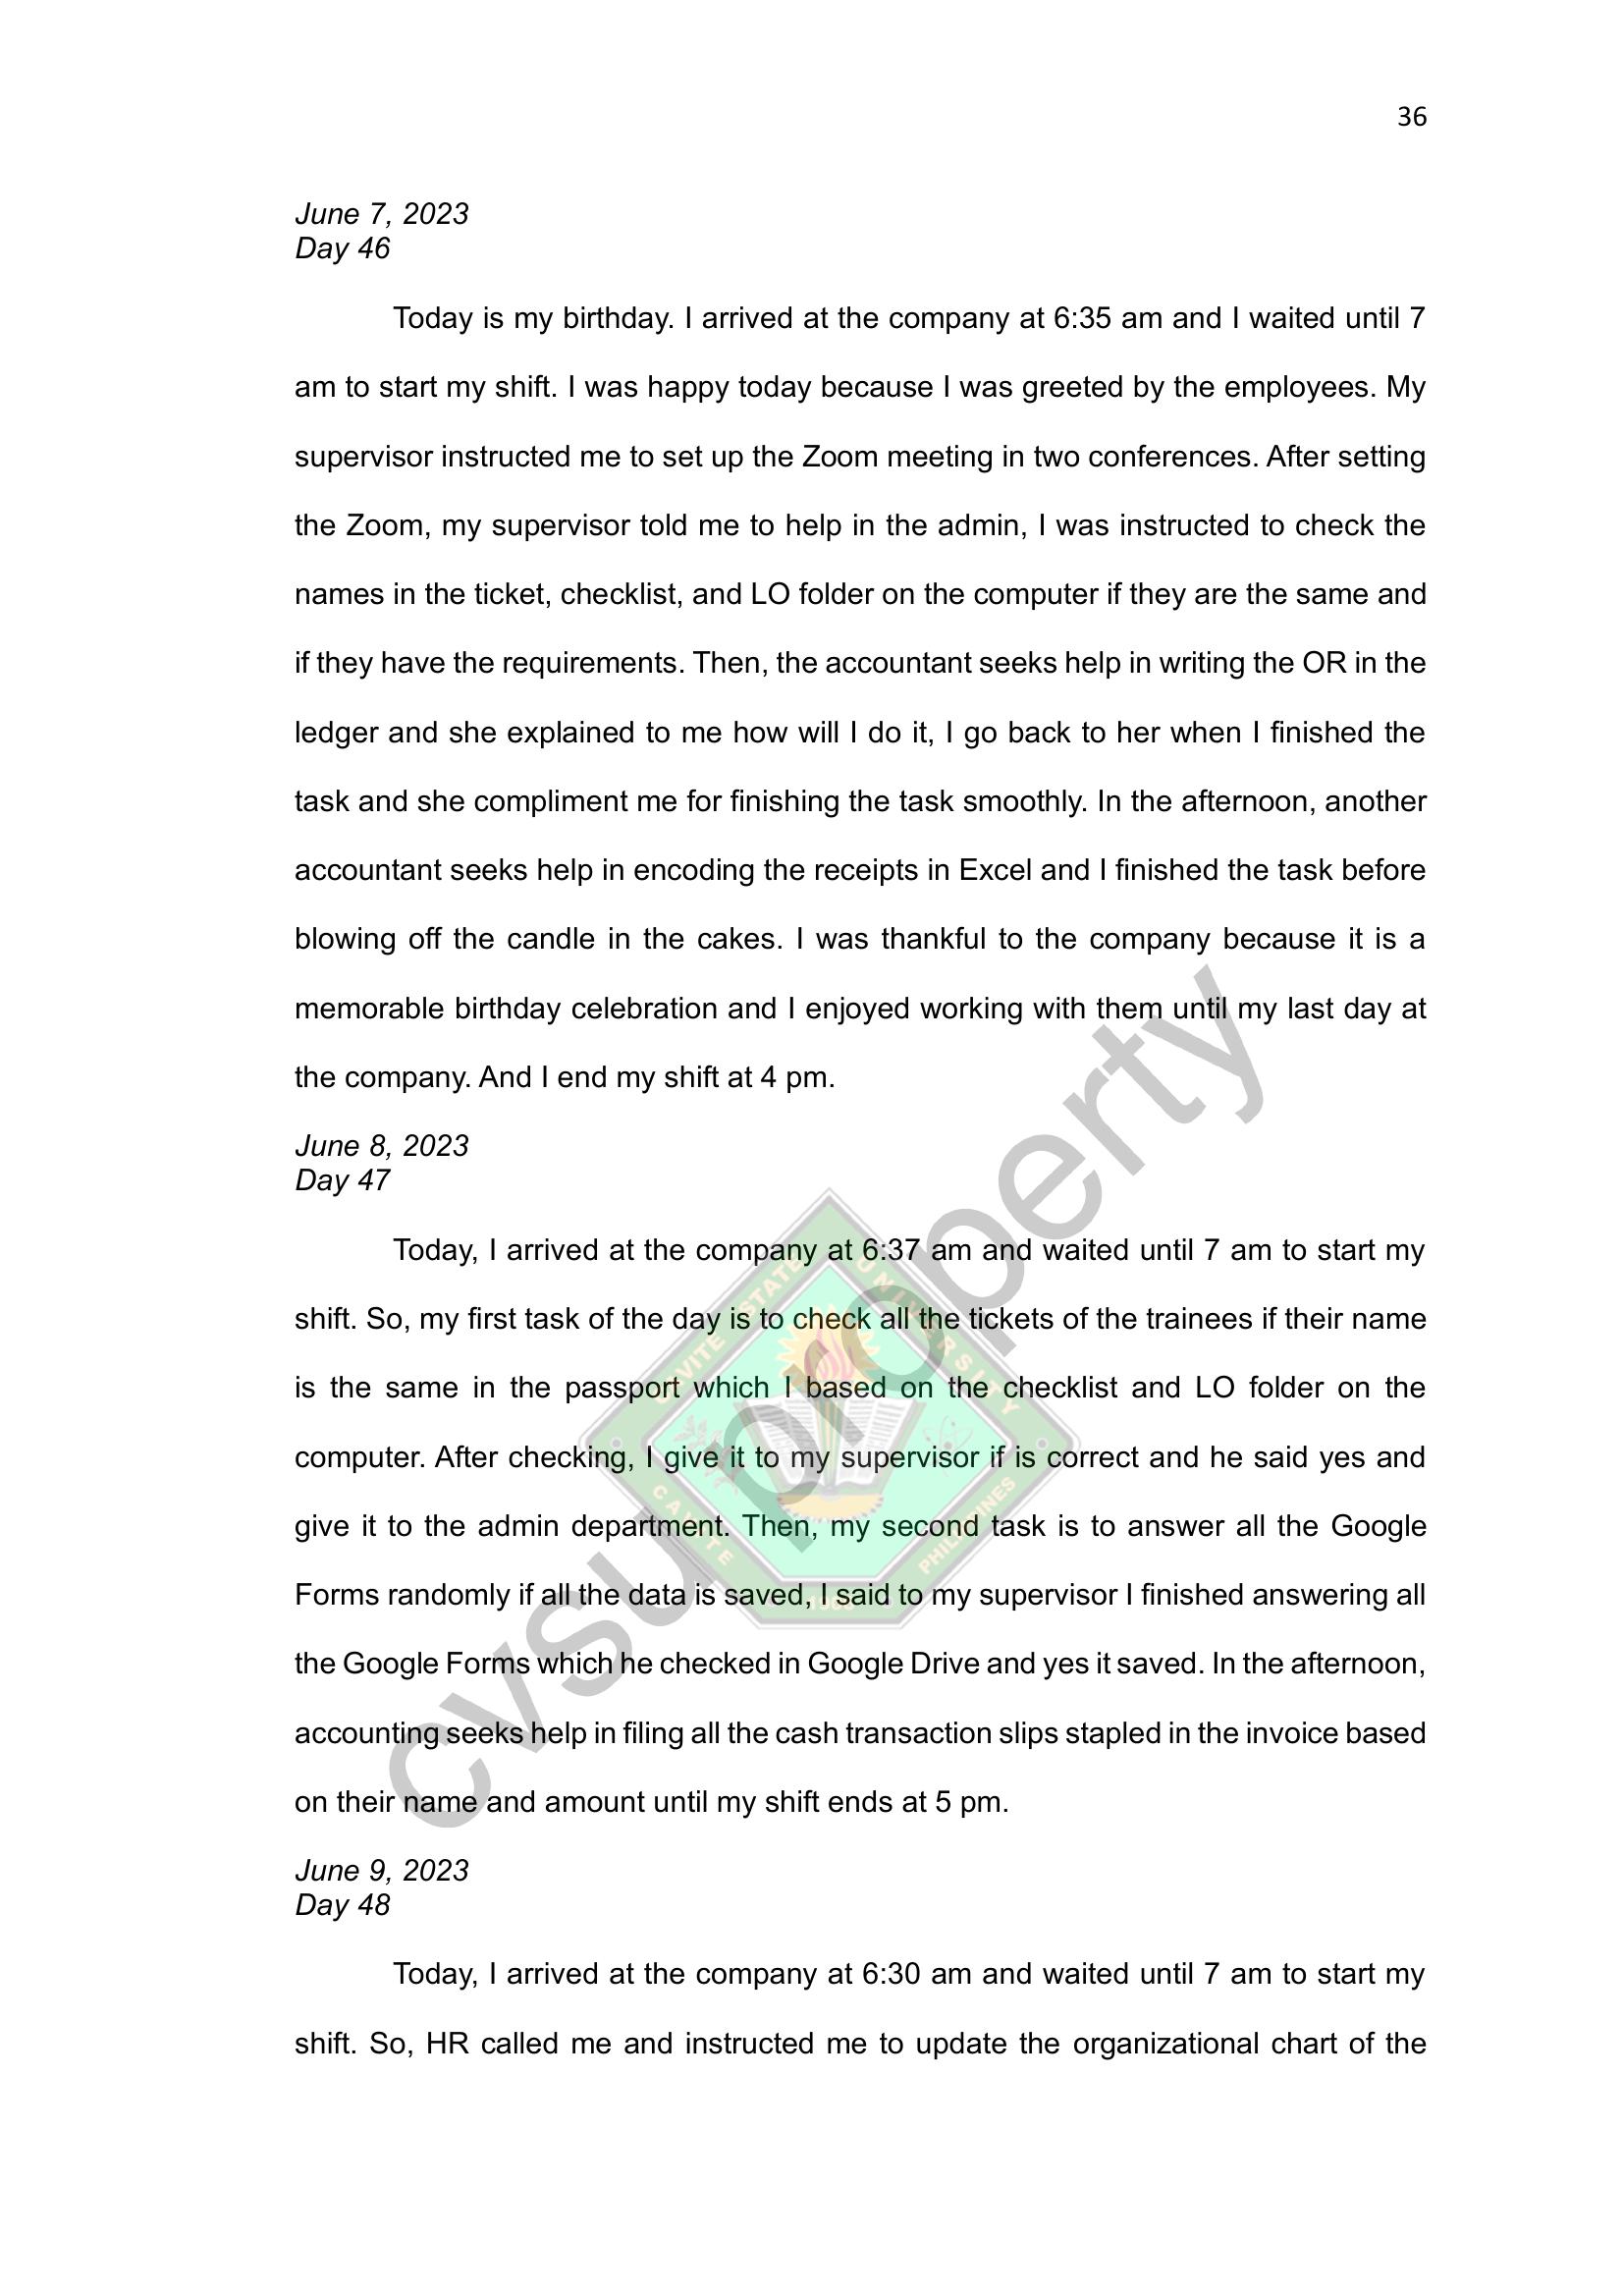 36
June 7, 2023
Day 46
Today is my birthday. I arrived at the company at 6:35 am and I waited until 7
am to start my shift. I was happy today because I was greeted by the employees. My
supervisor instructed me to set up the Zoom meeting in two conferences. After setting
the Zoom, my supervisor told me to help in the admin, I was instructed to check the
names in the ticket, checklist, and LO folder on the computer if they are the same and
if they have the requirements. Then, the accountant seeks help in writing the OR in the
ledger and she explained to me how will I do it, I go back to her when I finished the
task and she compliment me for finishing the task smoothly. In the afternoon, another
accountant seeks help in encoding the receipts in Excel and I finished the task before
blowing off the candle in the cakes. I was thankful to the company because it is a
memorable birthday celebration and I enjoyed working with them until my last day at
the company. And I end my shift at 4 pm.
June 8, 2023
Day 47
Today, I arrived at the company at 6:37 am and waited until 7 am to start my
shift. So, my first task of the day is to check all the tickets of the trainees if their name
is the same in the passport which I based on the checklist and LO folder on the
computer. After checking, I give it to my supervisor if is correct and he said yes and
give it to the admin department. Then, my second task is to answer all the Google
Forms randomly if all the data is saved, I said to my supervisor I finished answering all
the Google Forms which he checked in Google Drive and yes it saved. In the afternoon,
accounting seeks help in filing all the cash transaction slips stapled in the invoice based
on their name and amount until my shift ends at 5 pm.
June 9, 2023
Day 48
Today, I arrived at the company at 6:30 am and waited until 7 am to start my
shift. So, HR called me and instructed me to update the organizational chart of the
cvsu property
CAVITE STATE UNIVERSITY
CAVITE
PHILIPPINES